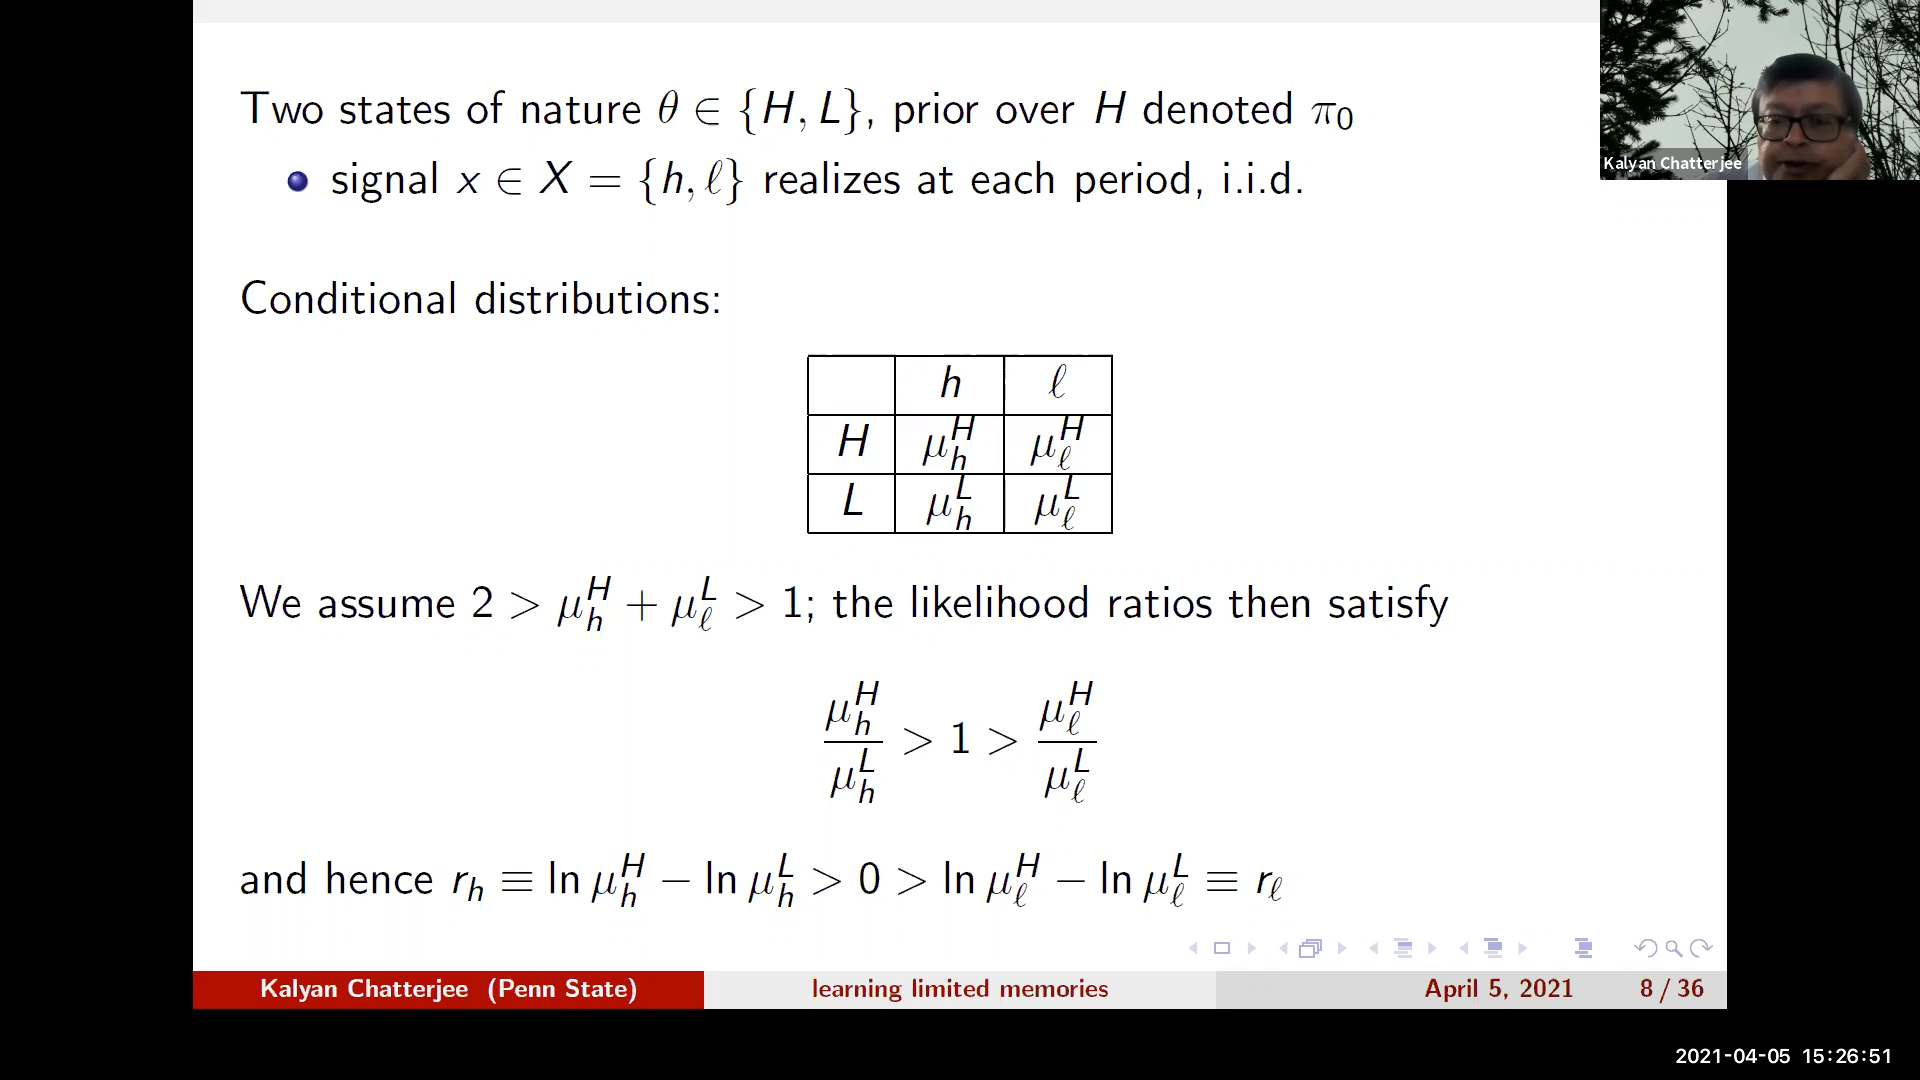 Two states of nature θ ∈ {H, L}, prior over H denoted π₀
signal x ∈ X = {h, ℓ} realizes at each period, i.i.d.
Kalyan Chatterjee
Conditional distributions:
h ℓ
H μ_h^H μ_ℓ^H
L μ_h^L μ_ℓ^L
We assume 2 > μ_h^H + μ_ℓ^L > 1; the likelihood ratios then satisfy
μ_h^H / μ_h^L > 1 > μ_ℓ^H / μ_ℓ^L
and hence r_h ≡ ln μ_h^H − ln μ_h^L > 0 > ln μ_ℓ^H − ln μ_ℓ^L ≡ r_ℓ
Kalyan Chatterjee (Penn State) learning limited memories April 5, 2021 8 / 36
2021-04-05 15:26:51